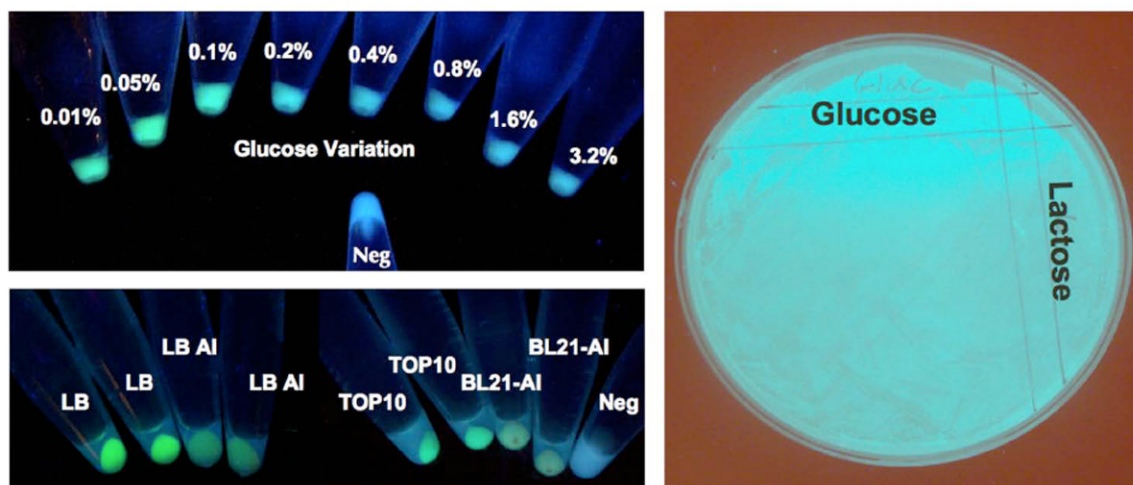 0.01%
0.05%
0.1%
0.2%
0.4%
0.8%
1.6%
3.2%
Glucose Variation
Neg
LB
LB
LB AI
LB AI
TOP10
TOP10
BL21-AI
BL21-AI
Neg
Glucose
Lactose